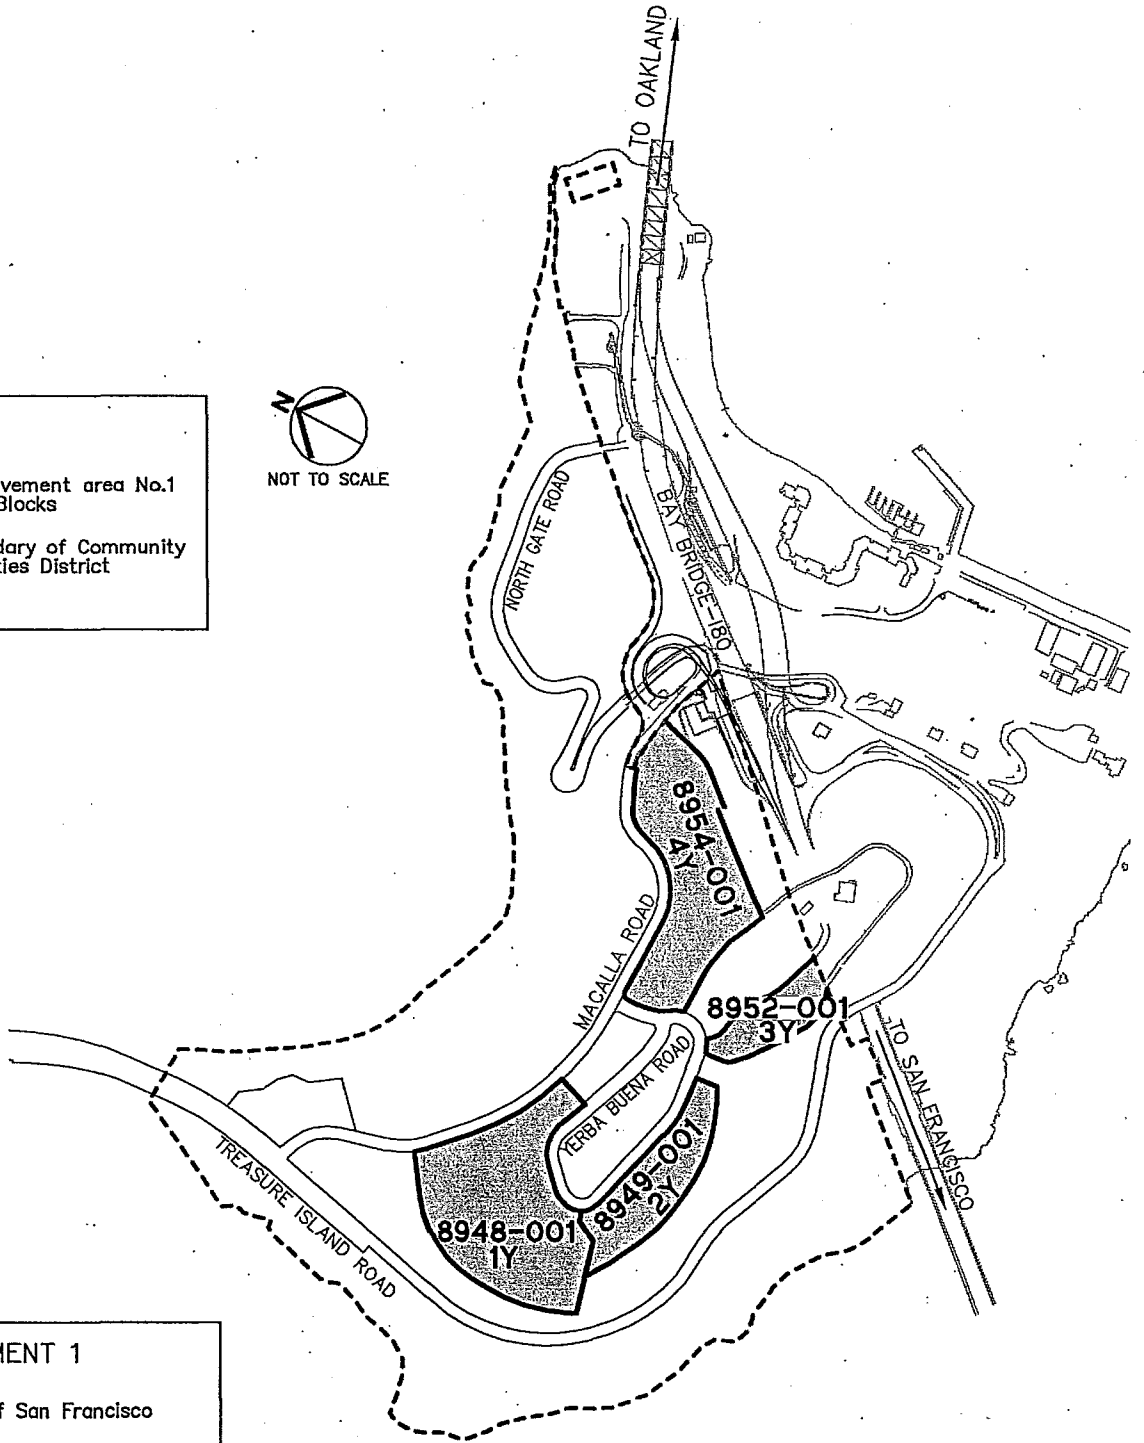 TO OAKLAND
N
NOT TO SCALE
vement area No.1
Blocks
dary of Community
ties District
NORTH GATE ROAD
BAY BRIDGE-I80
8954-001
4Y
MACALLA ROAD
8952-001
3Y
YERBA BUENA ROAD
TO SAN FRANCISCO
8949-001
2Y
TREASURE ISLAND ROAD
8948-001
1Y
MENT 1
f San Francisco